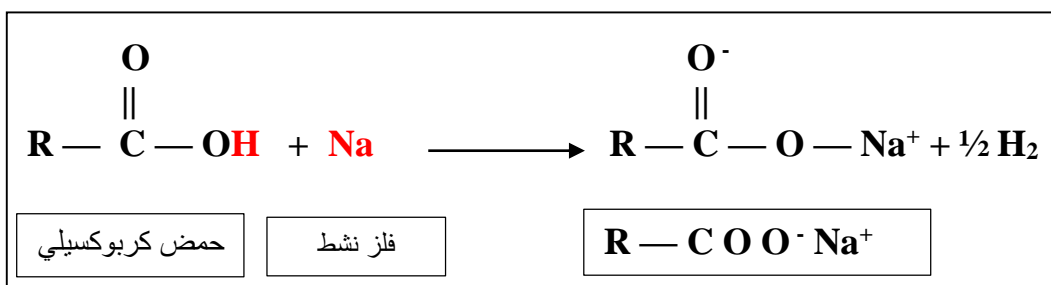 O O -
|| ||
R — C — OH + Na ⟶ R — C — O — Na⁺ + ½ H₂
حمض كربوكسيلي فلز نشط R — C O O⁻ Na⁺